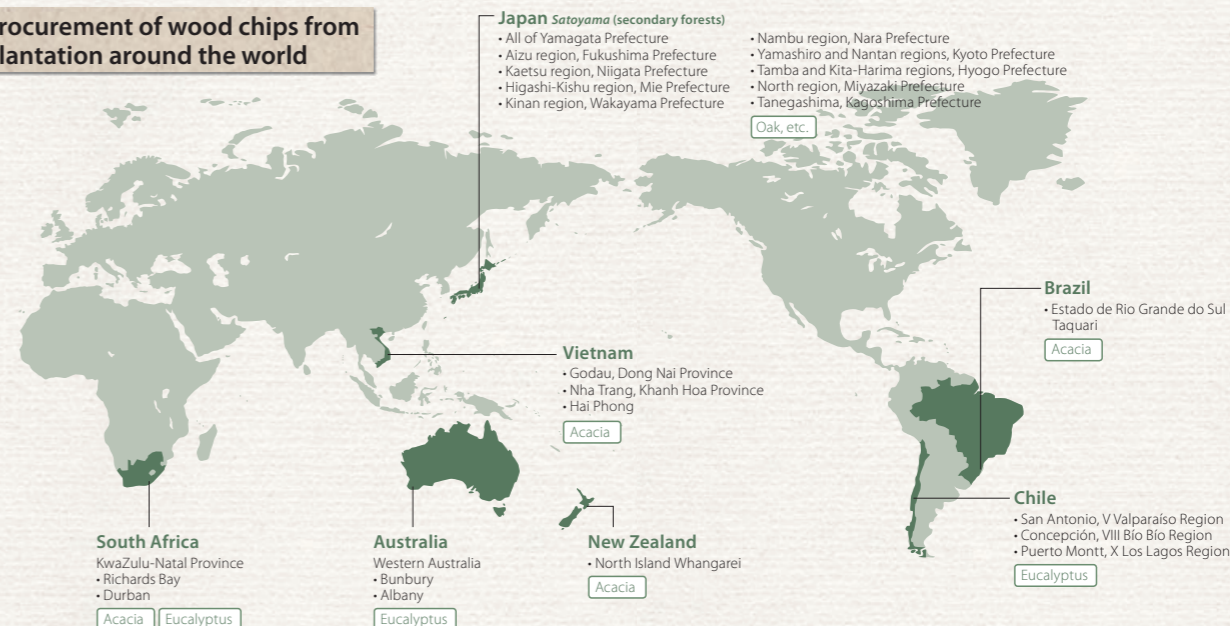 rocurement of wood chips from
lantation around the world
Japan Satoyama (secondary forests)
• All of Yamagata Prefecture
• Aizu region, Fukushima Prefecture
• Kaetsu region, Niigata Prefecture
• Higashi-Kishu region, Mie Prefecture
• Kinan region, Wakayama Prefecture
• Nambu region, Nara Prefecture
• Yamashiro and Nantan regions, Kyoto Prefecture
• Tamba and Kita-Harima regions, Hyogo Prefecture
• North region, Miyazaki Prefecture
• Tanegashima, Kagoshima Prefecture
Oak, etc.
Brazil
• Estado de Rio Grande do Sul
Taquari
Acacia
Vietnam
• Godau, Dong Nai Province
• Nha Trang, Khanh Hoa Province
• Hai Phong
Acacia
Chile
• San Antonio, V Valparaíso Region
• Concepción, VIII Bío Bío Region
• Puerto Montt, X Los Lagos Region
Eucalyptus
South Africa
KwaZulu-Natal Province
• Richards Bay
• Durban
Acacia Eucalyptus
Australia
Western Australia
• Bunbury
• Albany
Eucalyptus
New Zealand
• North Island Whangarei
Acacia